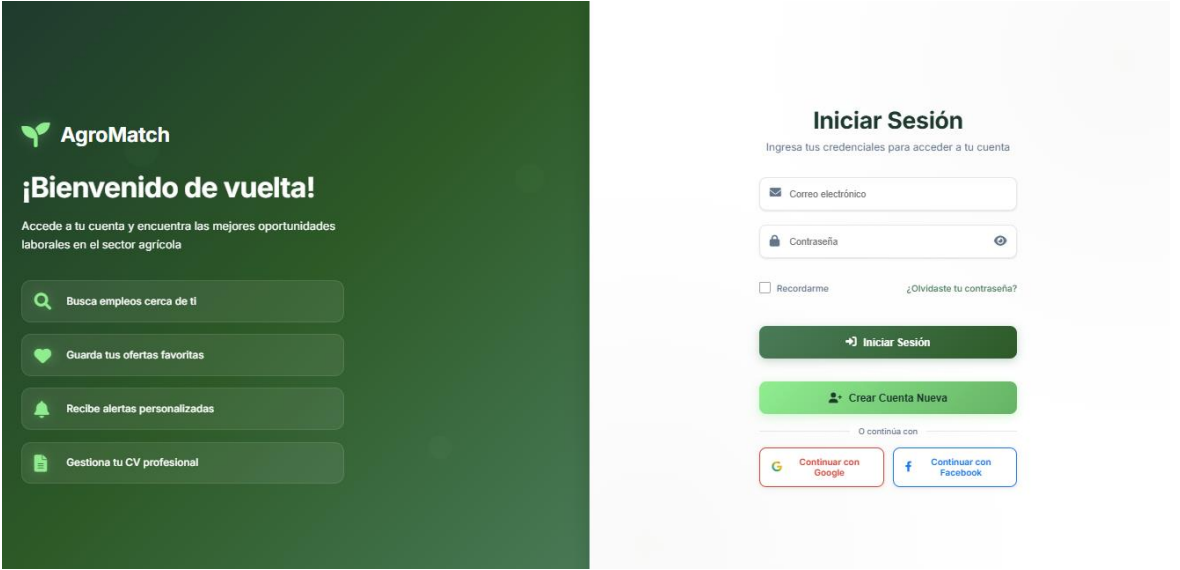 AgroMatch
¡Bienvenido de vuelta!
Accede a tu cuenta y encuentra las mejores oportunidades
laborales en el sector agrícola
Busca empleos cerca de ti
Guarda tus ofertas favoritas
Recibe alertas personalizadas
Gestiona tu CV profesional
Iniciar Sesión
Ingresa tus credenciales para acceder a tu cuenta
Correo electrónico
Contraseña
Recordarme
¿Olvidaste tu contraseña?
Iniciar Sesión
Crear Cuenta Nueva
O continúa con
Continuar con
Google
Continuar con
Facebook